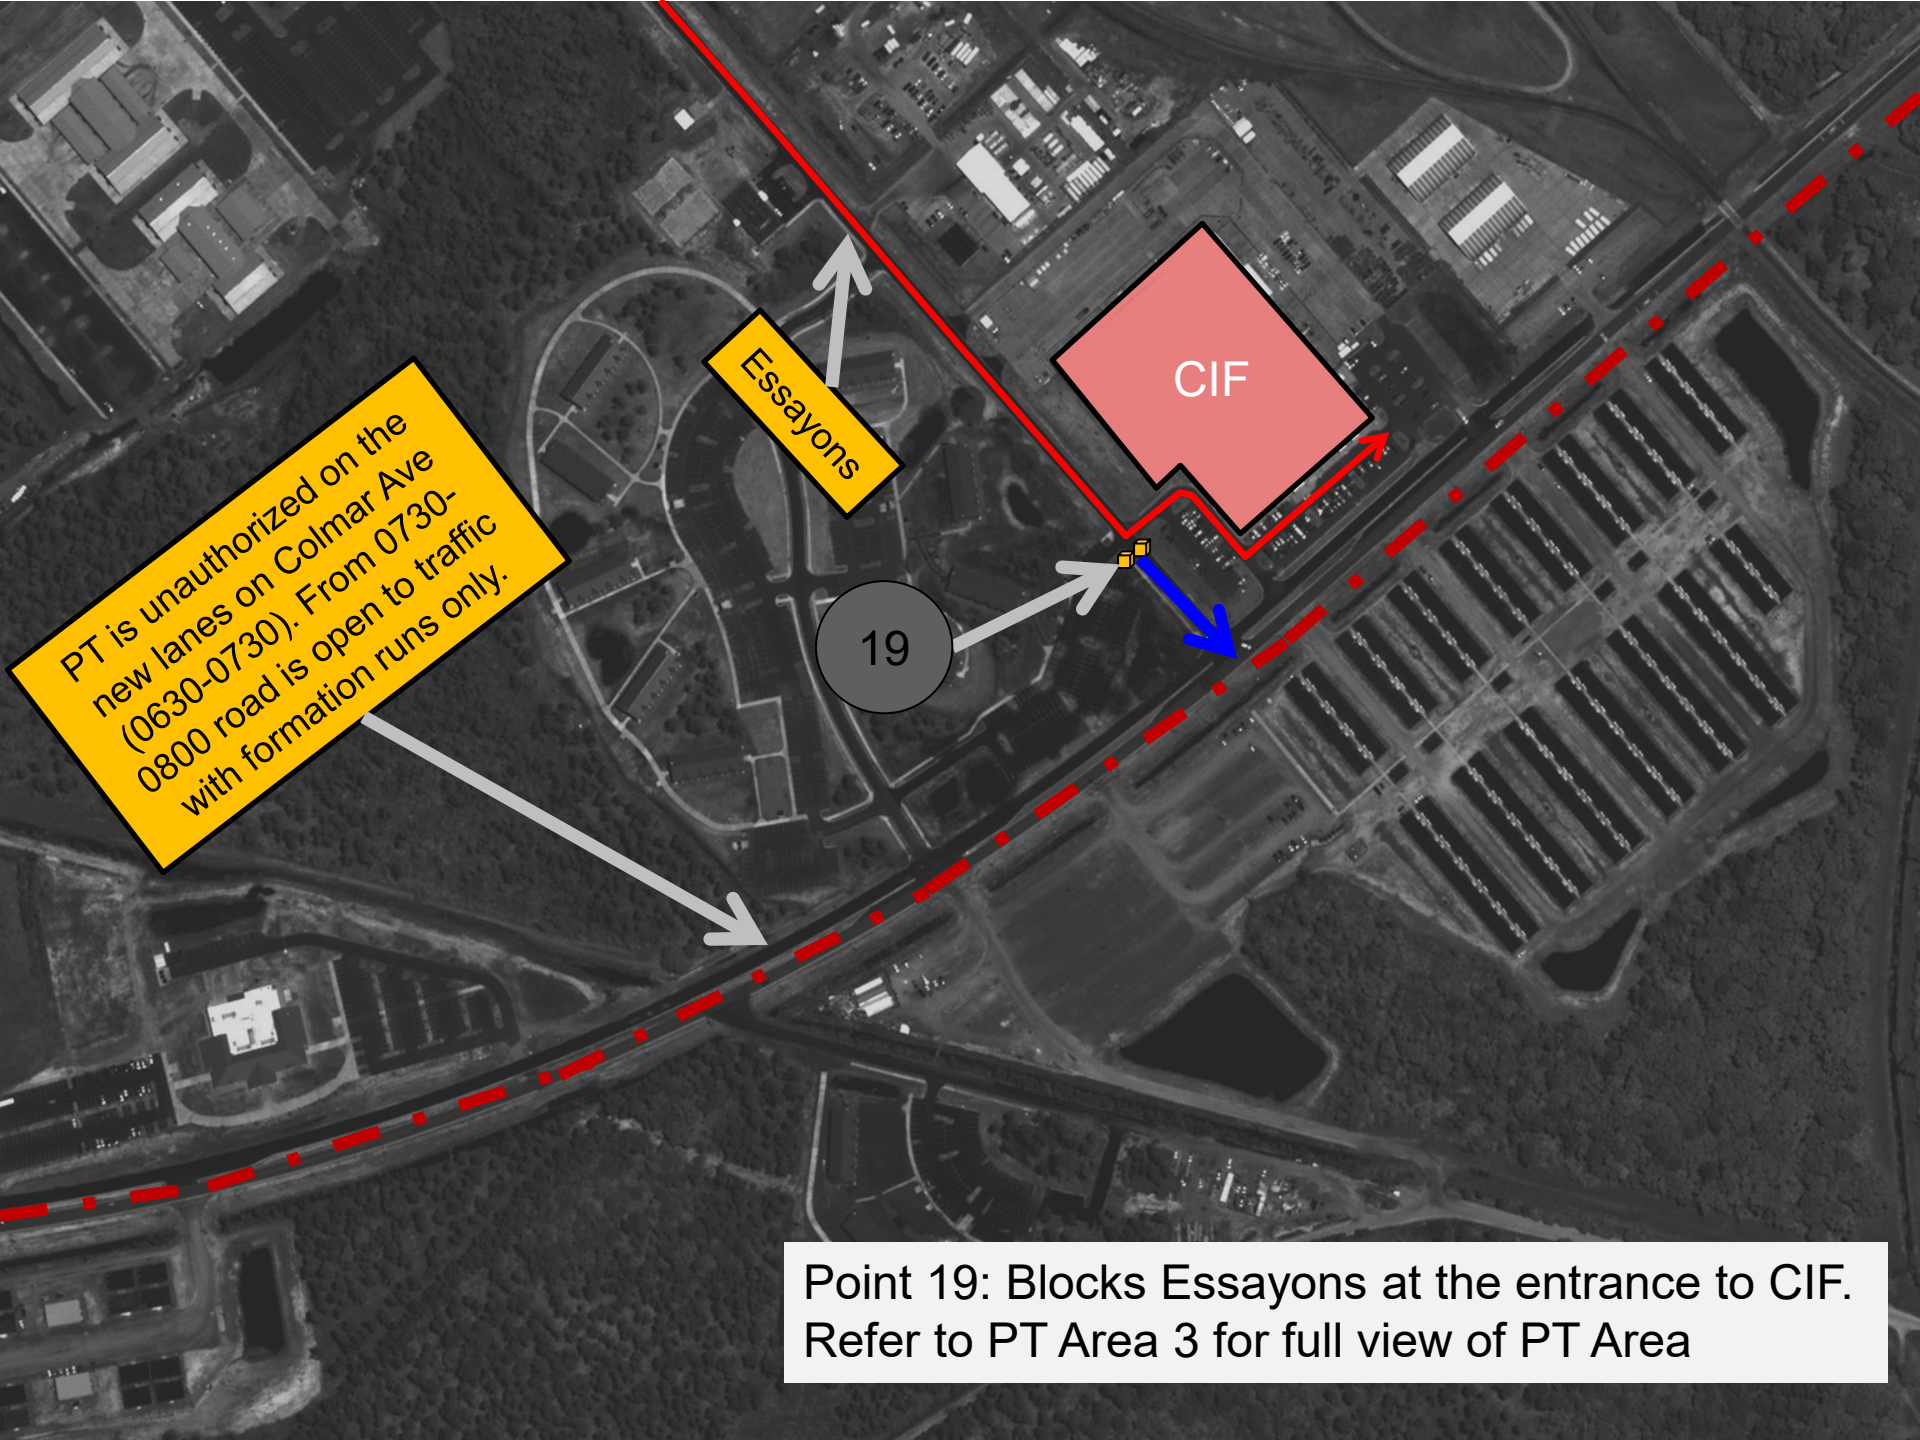 CIF
Essayons
PT is unauthorized on the
new lanes on Colmar Ave
(0630-0730). From 0730-
0800 road is open to traffic
with formation runs only.
19
Point 19: Blocks Essayons at the entrance to CIF.
Refer to PT Area 3 for full view of PT Area